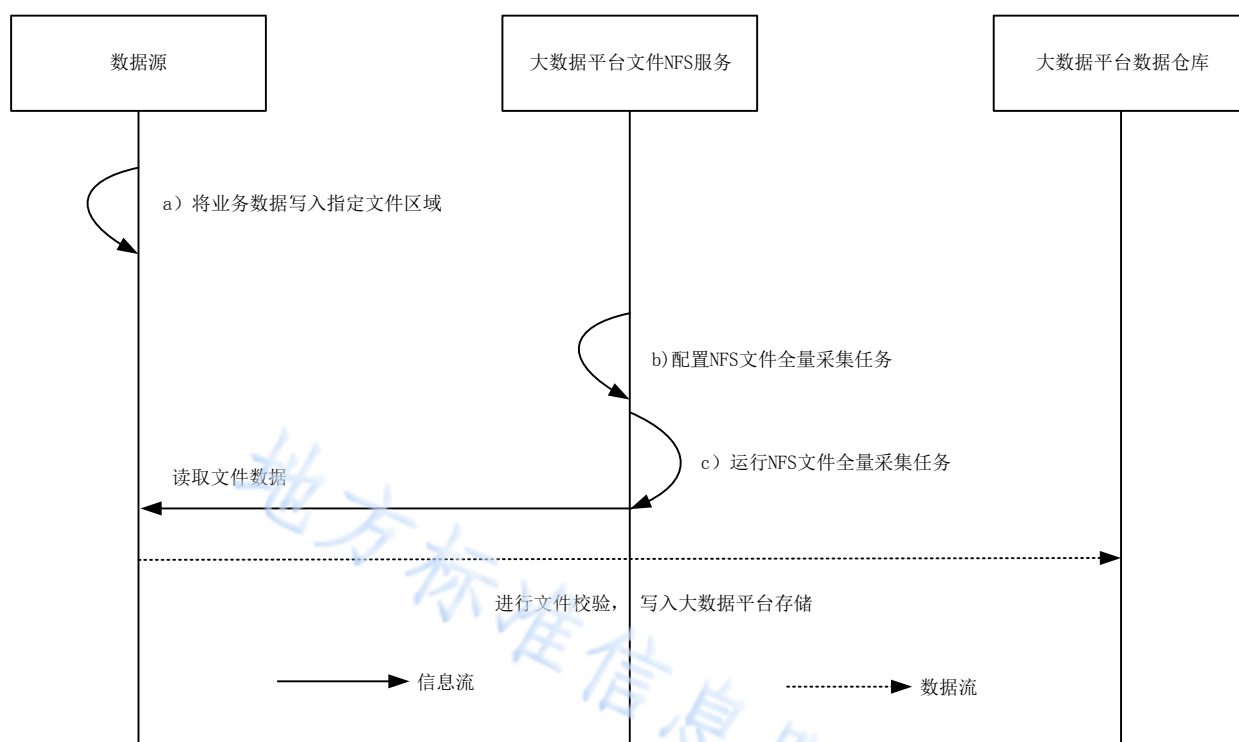 数据源
大数据平台文件NFS服务
大数据平台数据仓库
a）将业务数据写入指定文件区域
b)配置NFS文件全量采集任务
c）运行NFS文件全量采集任务
读取文件数据
进行文件校验， 写入大数据平台存储
信息流
数据流
地方标准信息